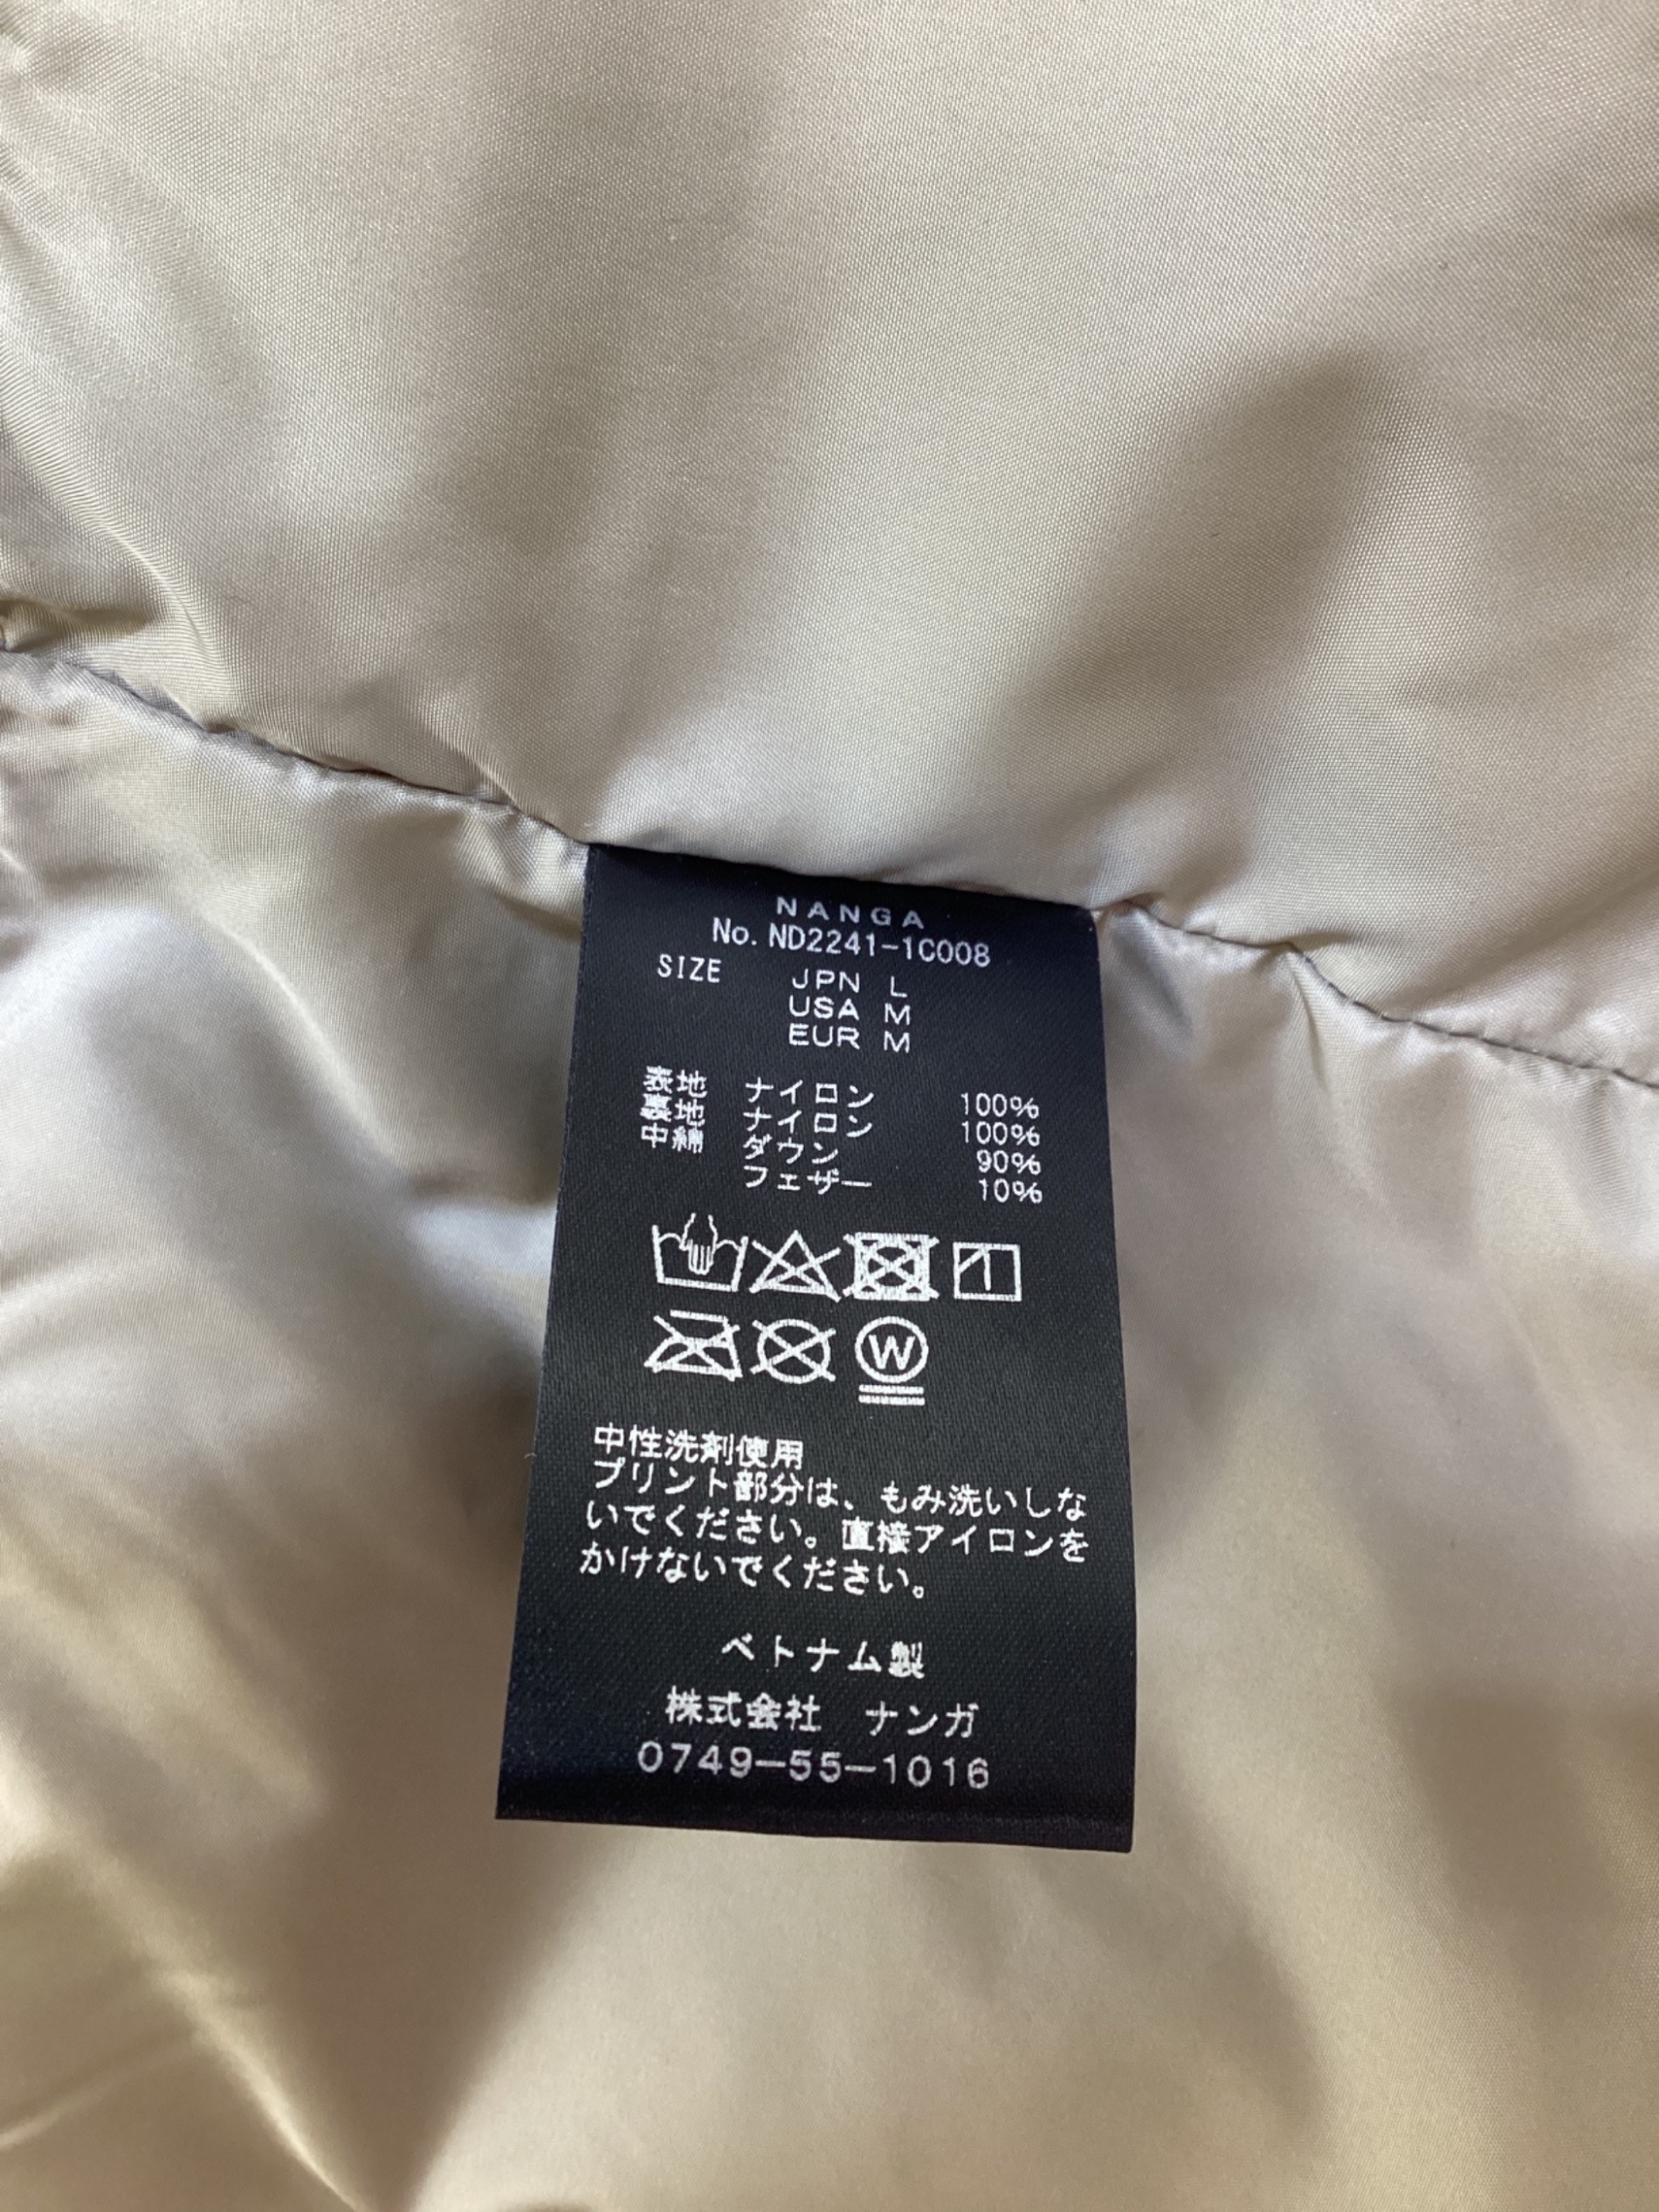 NANGA
No. ND2241-1C008
SIZE JPN L
USA M
EUR M
表地 ナイロン 100%
裏地 ナイロン 100%
中綿 ダウン 90%
フェザー 10%
W
中性洗剤使用
プリント部分は、もみ洗いしな
いでください。直接アイロンを
かけないでください。
ベトナム製
株式会社 ナンガ
0749-55-1016